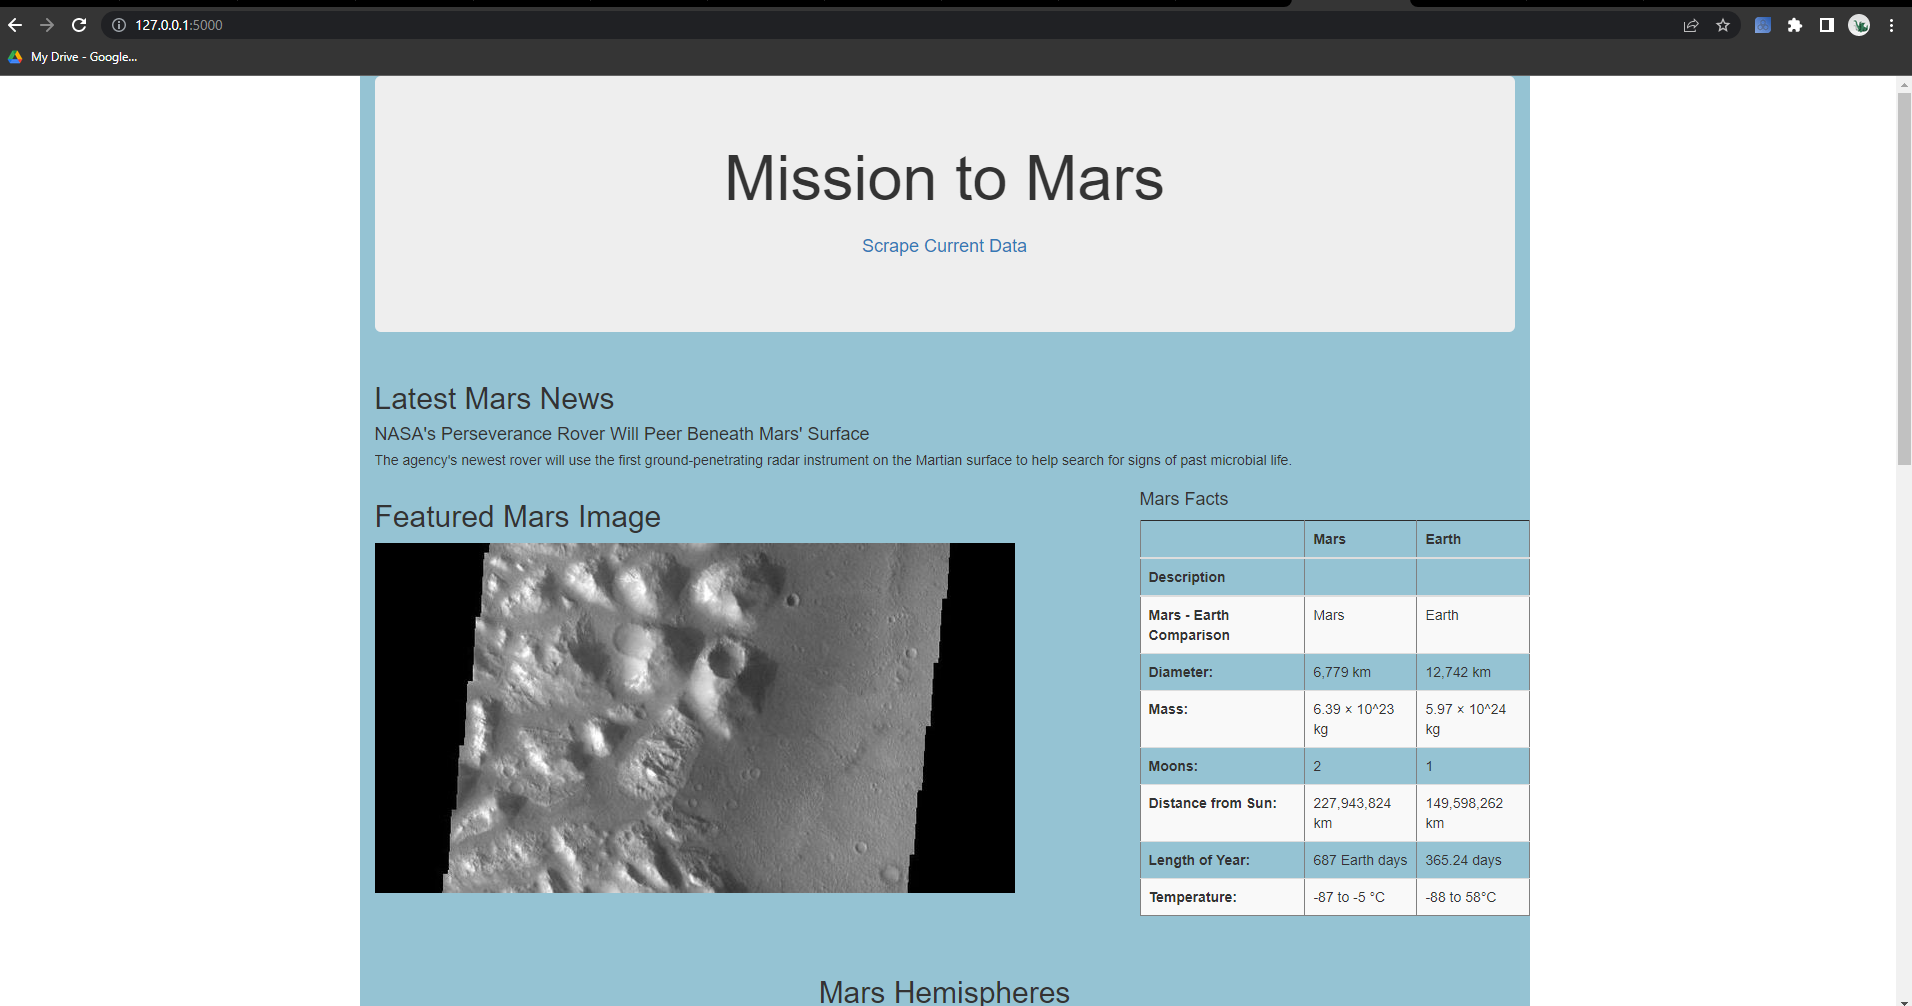 127.0.0.1:5000
My Drive - Google...
Mission to Mars
Scrape Current Data
Latest Mars News
NASA's Perseverance Rover Will Peer Beneath Mars' Surface
The agency's newest rover will use the first ground-penetrating radar instrument on the Martian surface to help search for signs of past microbial life.
Featured Mars Image
Mars Facts
Mars Earth
Description
Mars - Earth Mars Earth
Comparison
Diameter: 6,779 km 12,742 km
Mass: 6.39 × 10^23 5.97 × 10^24
kg kg
Moons: 2 1
Distance from Sun: 227,943,824 149,598,262
km km
Length of Year: 687 Earth days 365.24 days
Temperature: -87 to -5 °C -88 to 58°C
Mars Hemispheres